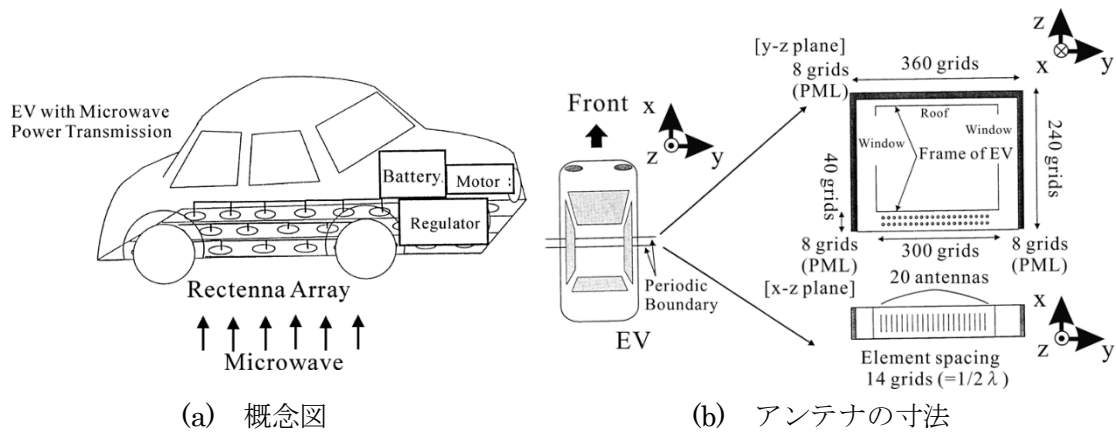 EV with Microwave
Power Transmission
Battery.
Motor :
Regulator
Rectenna Array
Microwave
(a) 概念図
Front
x
z
y
EV
Periodic
Boundary
[y-z plane]
8 grids
(PML)
360 grids
z
x
y
Roof
Window
Window
Frame of EV
40 grids
240 grids
8 grids
(PML)
300 grids
8 grids
(PML)
[x-z plane]
20 antennas
x
z
y
Element spacing
14 grids (=1/2 λ)
(b) アンテナの寸法